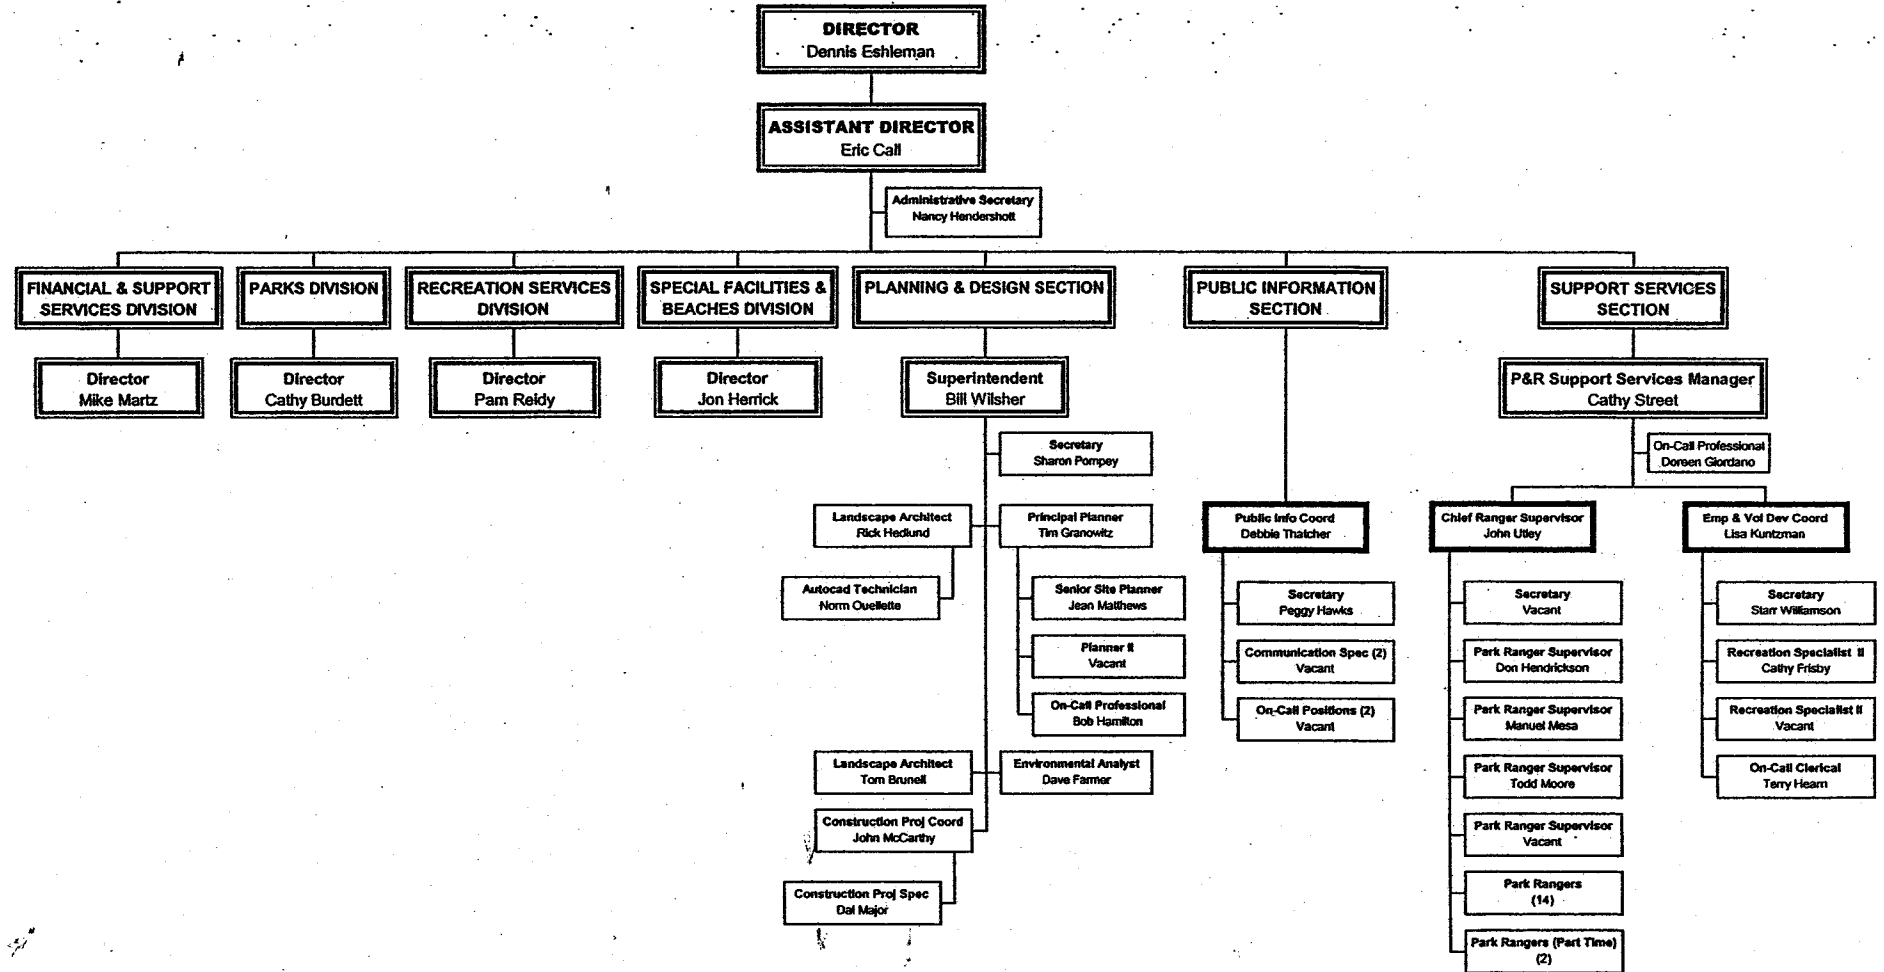 DIRECTOR
Dennis Eshleman
ASSISTANT DIRECTOR
Eric Call
Administrative Secretary
Nancy Hendershott
FINANCIAL & SUPPORT
SERVICES DIVISION
PARKS DIVISION
RECREATION SERVICES
DIVISION
SPECIAL FACILITIES &
BEACHES DIVISION
PLANNING & DESIGN SECTION
PUBLIC INFORMATION
SECTION
SUPPORT SERVICES
SECTION
Director
Mike Martz
Director
Cathy Burdett
Director
Pam Reidy
Director
Jon Herrick
Superintendent
Bill Wilsher
P&R Support Services Manager
Cathy Street
Secretary
Sharon Pompey
On-Call Professional
Doreen Giordano
Landscape Architect
Rick Hedlund
Principal Planner
Tim Granowitz
Autocad Technician
Norm Ouellette
Senior Site Planner
Jean Matthews
Planner II
Vacant
On-Call Professional
Bob Hamilton
Landscape Architect
Tom Brunell
Environmental Analyst
Dave Farmer
Construction Proj Coord
John McCarthy
Construction Proj Spec
Dal Major
Public Info Coord
Debbie Thatcher
Secretary
Peggy Hawks
Communication Spec (2)
Vacant
On-Call Positions (2)
Vacant
Chief Ranger Supervisor
John Utley
Secretary
Vacant
Park Ranger Supervisor
Don Hendrickson
Park Ranger Supervisor
Manuel Mesa
Park Ranger Supervisor
Todd Moore
Park Ranger Supervisor
Vacant
Park Rangers
(14)
Park Rangers (Part Time)
(2)
Emp & Vol Dev Coord
Lisa Kuntzman
Secretary
Starr Williamson
Recreation Specialist II
Cathy Frisby
Recreation Specialist II
Vacant
On-Call Clerical
Terry Hearn